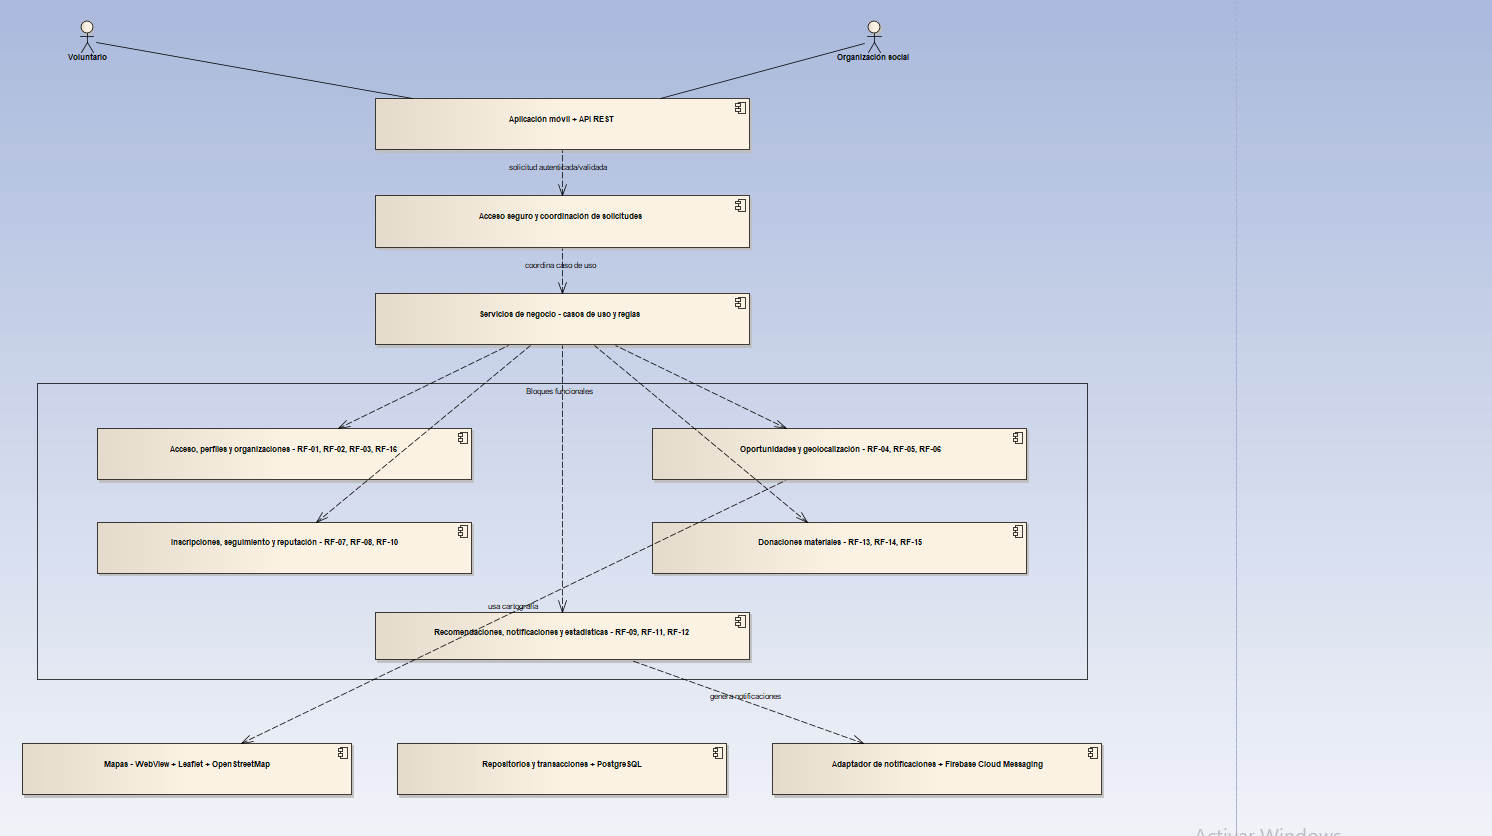 Voluntario
Organización social
Aplicación móvil + API REST
solicitud autenticada/validada
Acceso seguro y coordinación de solicitudes
coordina caso de uso
Servicios de negocio - casos de uso y reglas
Bloques funcionales
Acceso, perfiles y organizaciones - RF-01, RF-02, RF-03, RF-16
Oportunidades y geolocalización - RF-04, RF-05, RF-06
Inscripciones, seguimiento y reputación - RF-07, RF-08, RF-10
Donaciones materiales - RF-13, RF-14, RF-15
usa cartografía
Recomendaciones, notificaciones y estadísticas - RF-09, RF-11, RF-12
genera notificaciones
Mapas - WebView + Leaflet + OpenStreetMap
Repositorios y transacciones + PostgreSQL
Adaptador de notificaciones + Firebase Cloud Messaging
Activar Windows